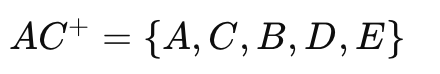 AC⁺ = {A, C, B, D, E}